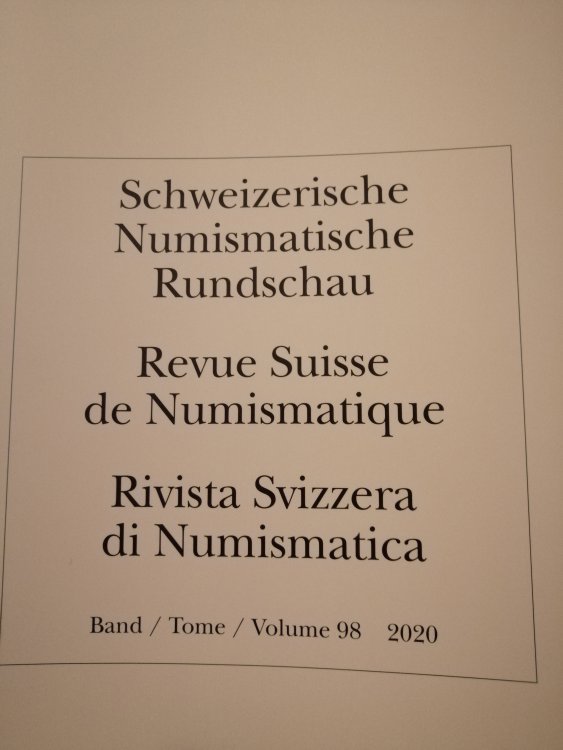 Schweizerische
Numismatische
Rundschau
Revue Suisse
de Numismatique
Rivista Svizzera
di Numismatica
Band / Tome / Volume 98 2020